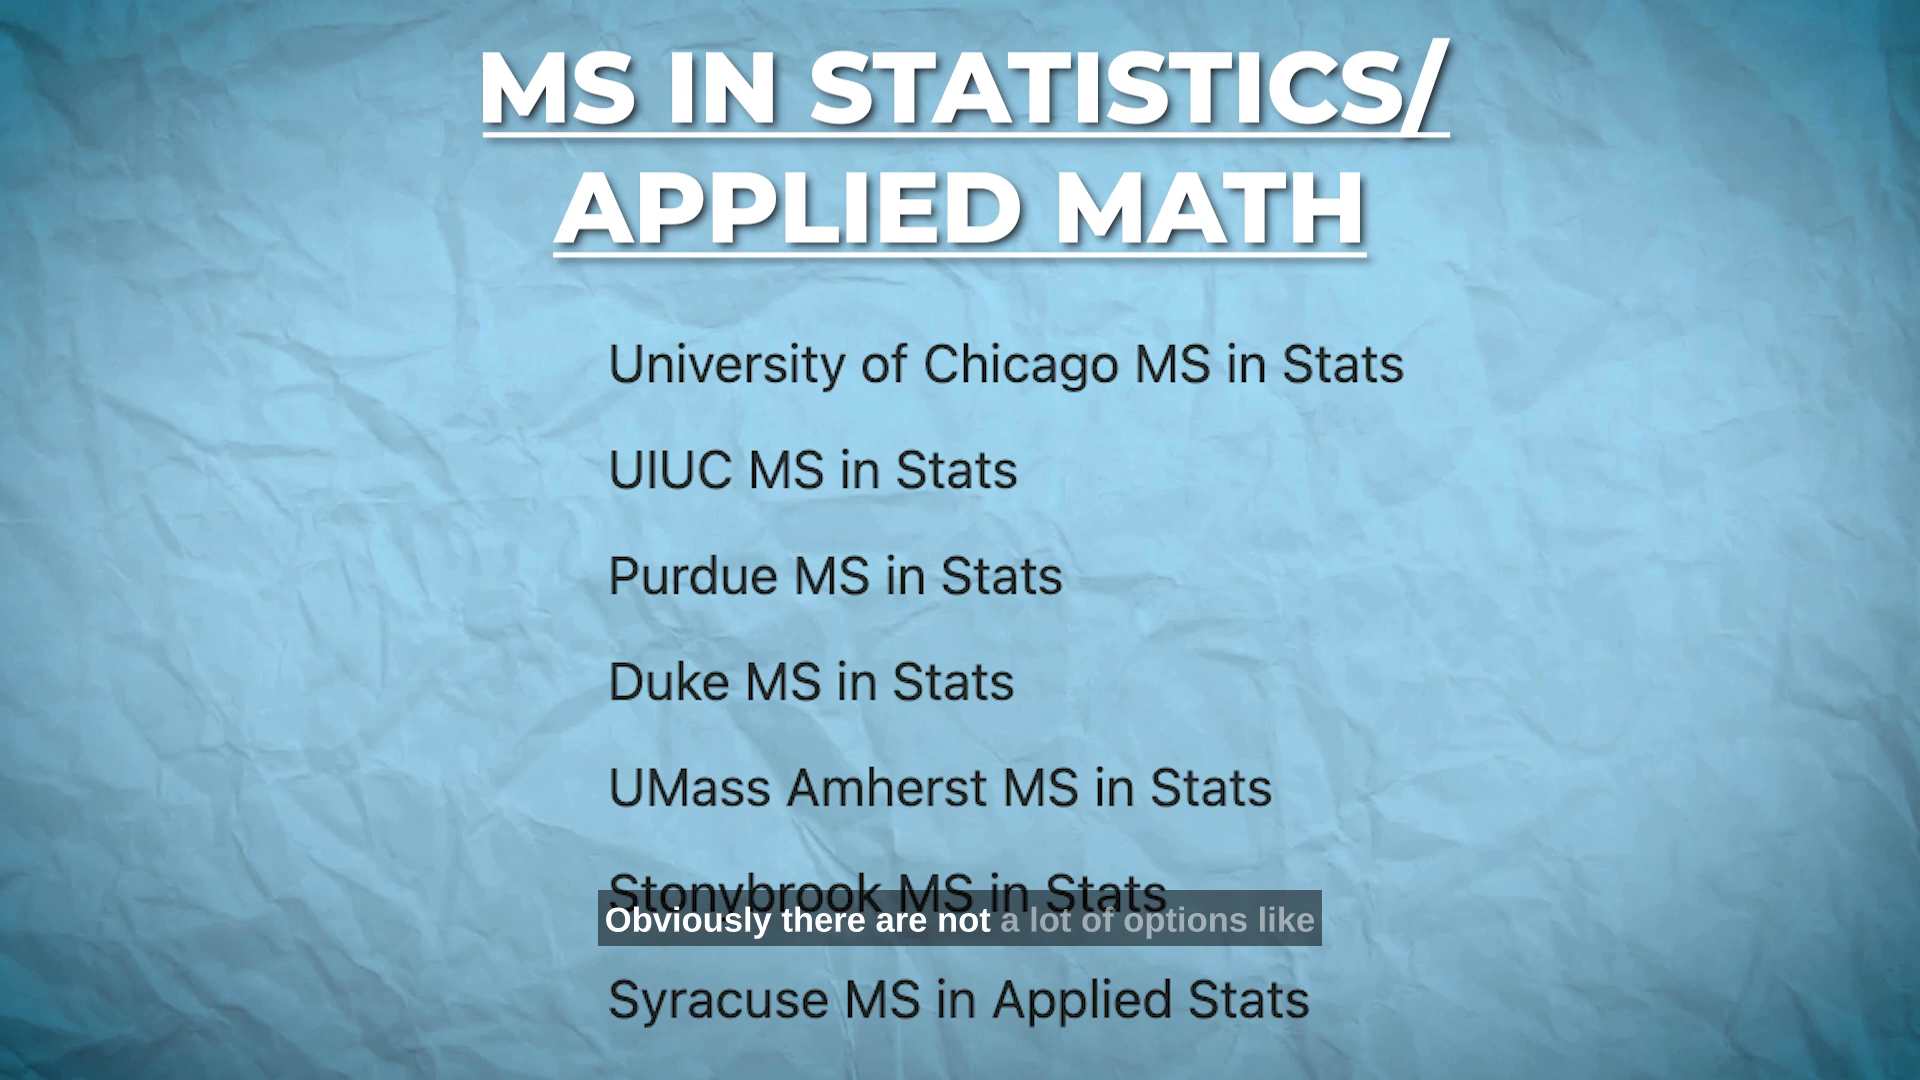 MS IN STATISTICS/
APPLIED MATH
University of Chicago MS in Stats
UIUC MS in Stats
Purdue MS in Stats
Duke MS in Stats
UMass Amherst MS in Stats
Stonybrook MS in Stats
Obviously there are not a lot of options like
Syracuse MS in Applied Stats